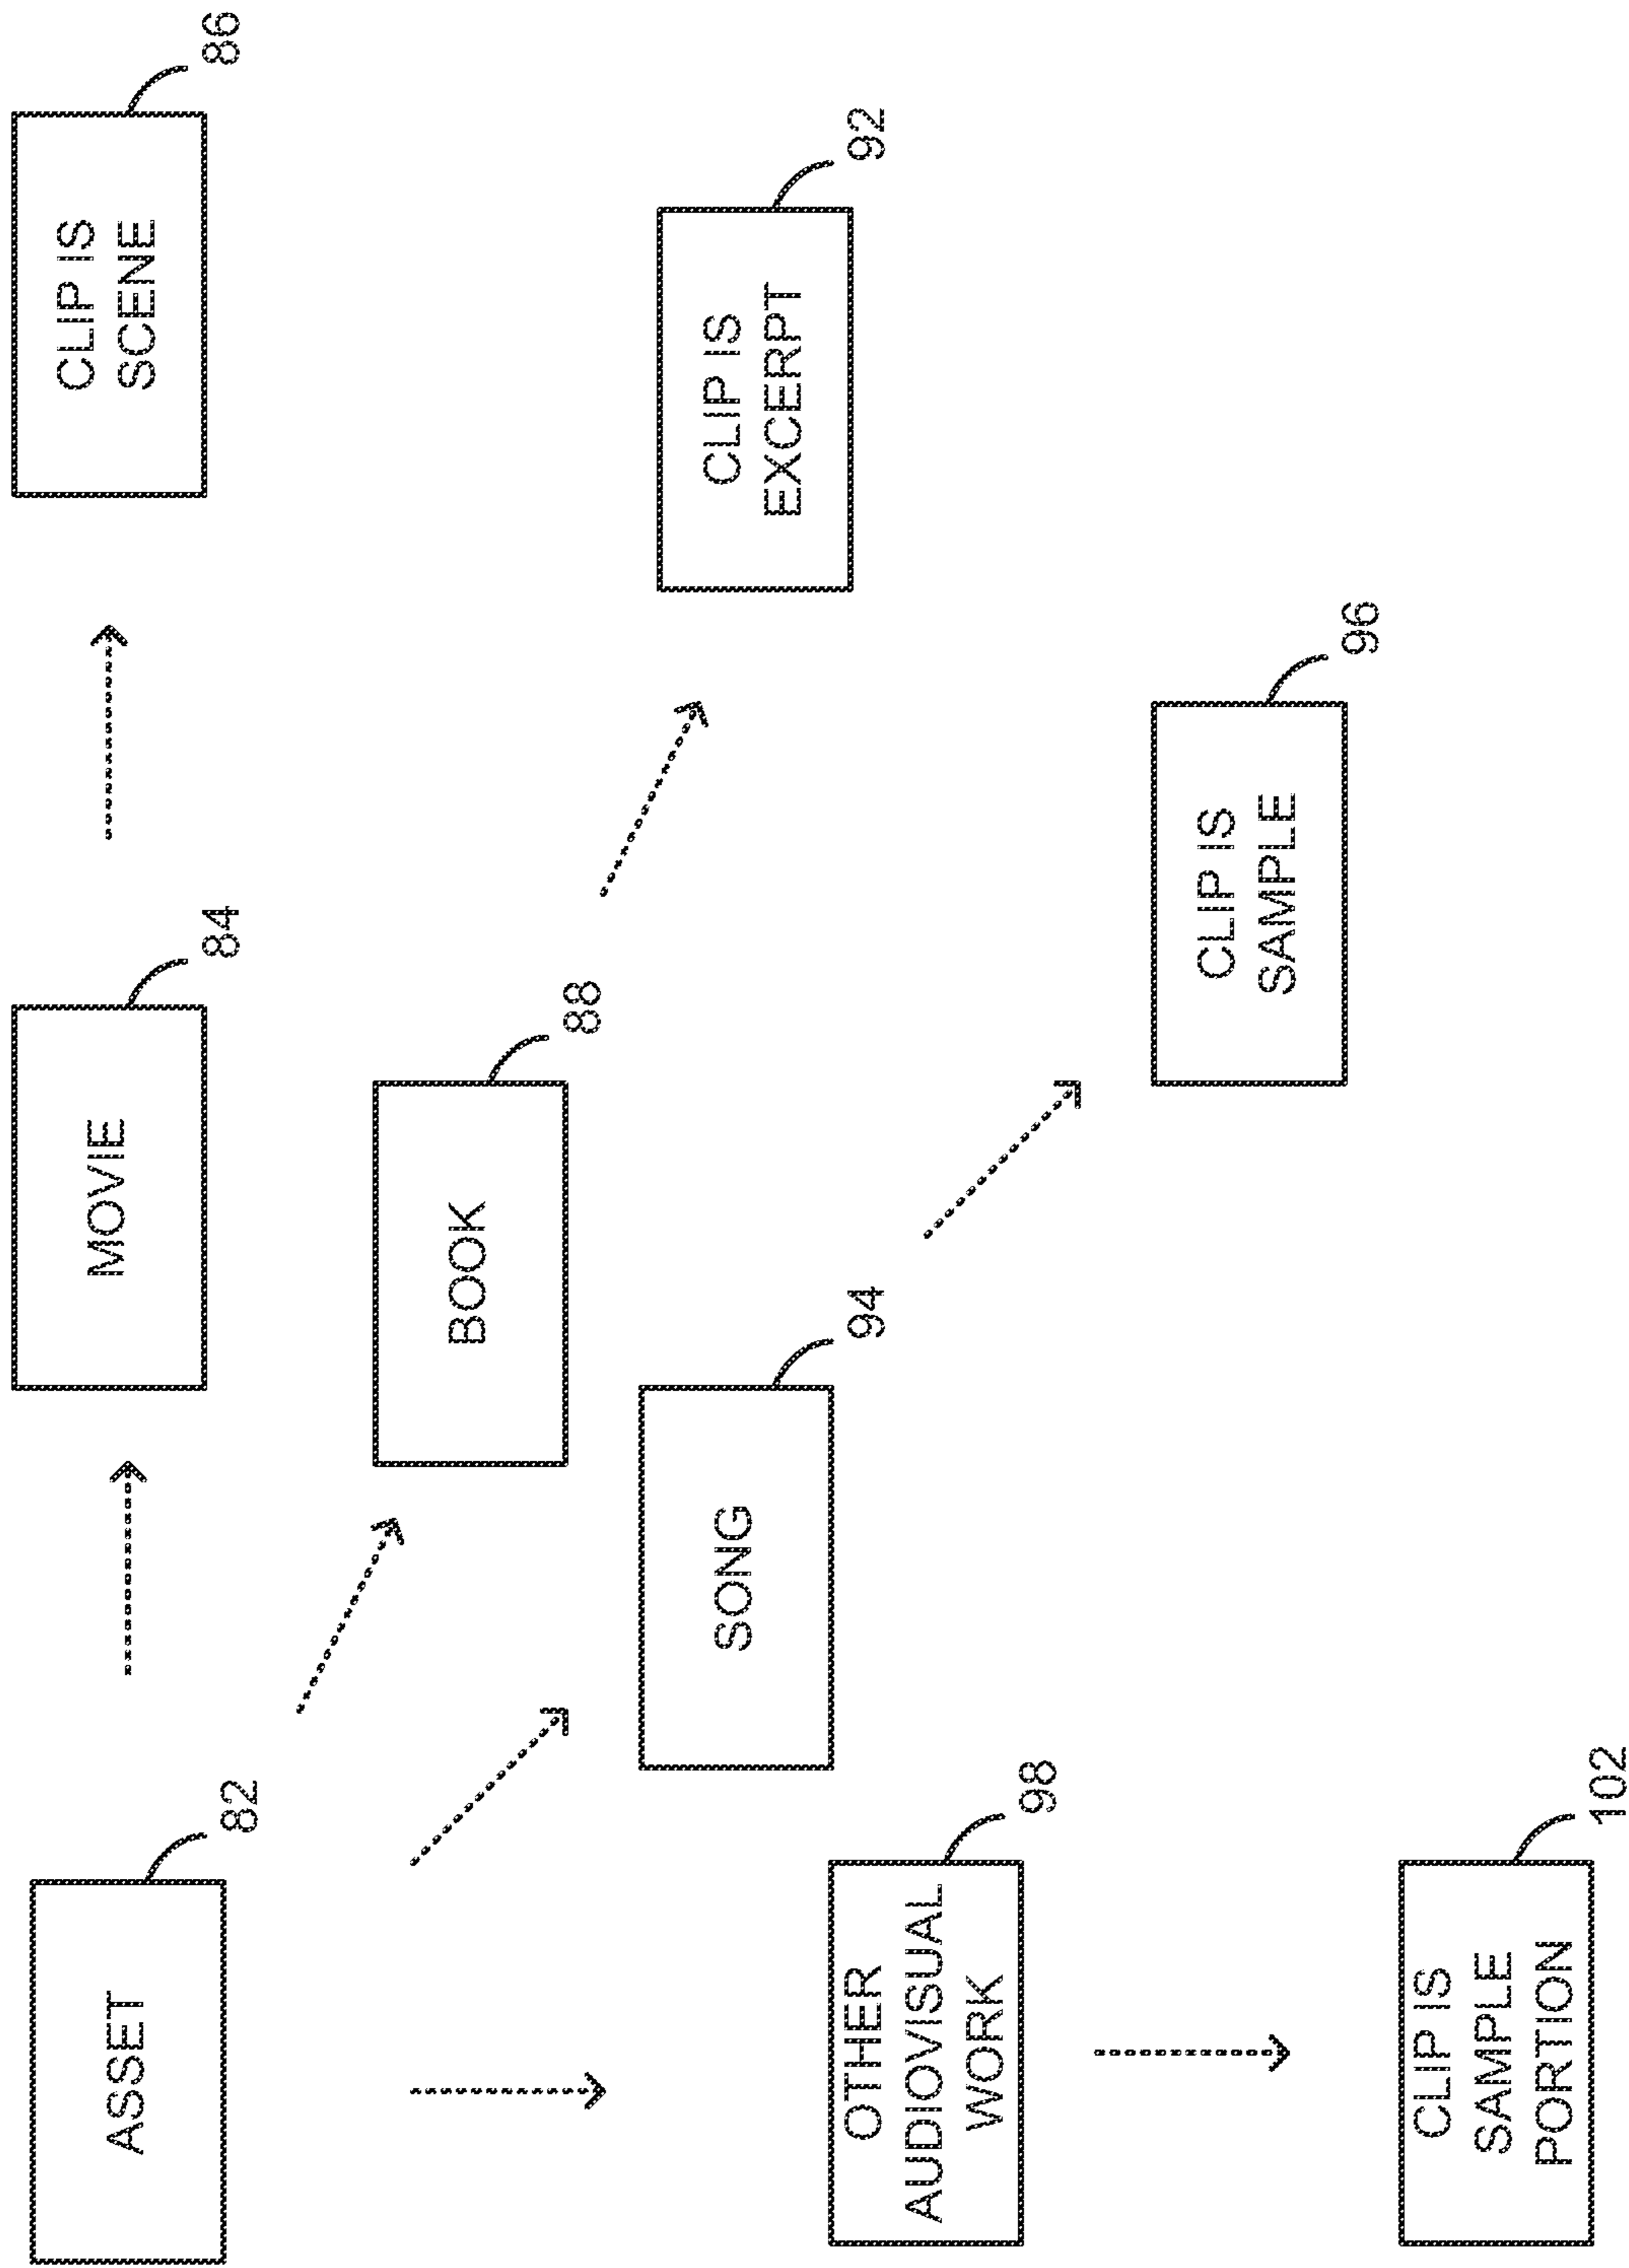 ASSET
82
MOVIE
84
CLIP IS
SCENE
86
BOOK
88
CLIP IS
EXCERPT
92
SONG
94
CLIP IS
SAMPLE
96
OTHER
AUDIOVISUAL
WORK
98
CLIP IS
SAMPLE
PORTION
102